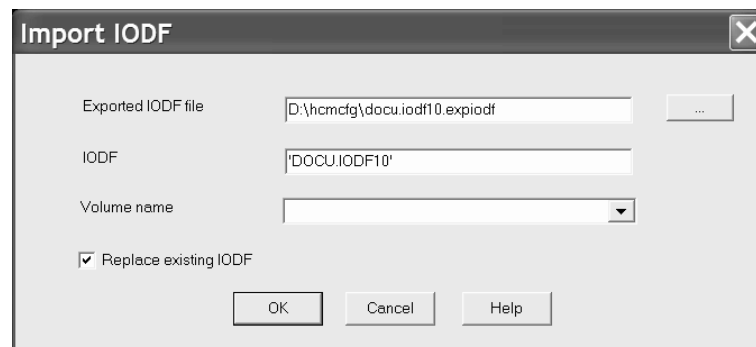 Import IODF
Exported IODF file
D:\hcmcfg\docu.iodf10.expiodf
...
IODF
'DOCU.IODF10'
Volume name
Replace existing IODF
OK
Cancel
Help